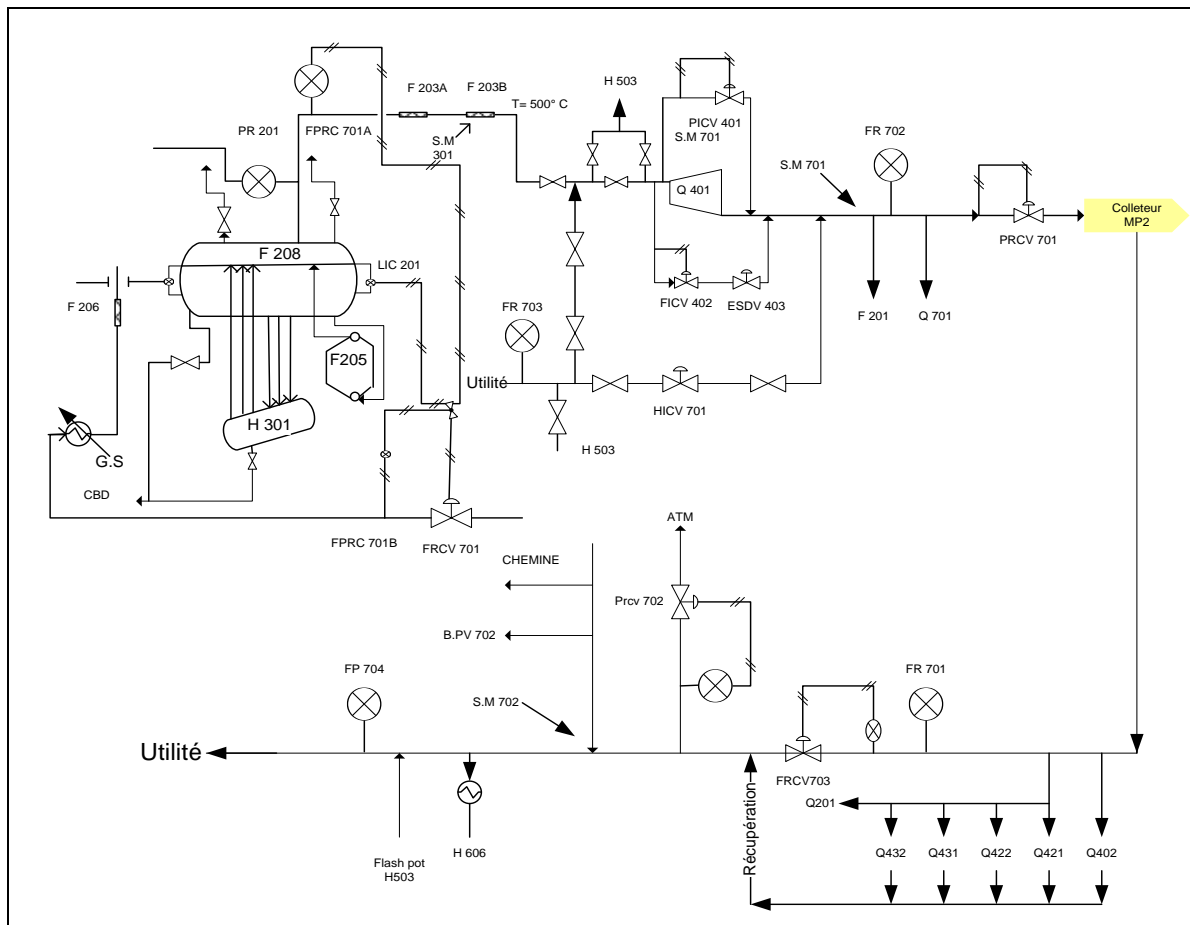 F 203A
F 203B
H 503
T= 500° C
PR 201
FPRC 701A
S.M
301
PICV 401
S.M 701
FR 702
S.M 701
Q 401
Colleteur
MP2
PRCV 701
F 208
LIC 201
F 206
FR 703
FICV 402
ESDV 403
F 201
Q 701
F205
Utilité
HICV 701
H 301
G.S
H 503
CBD
FPRC 701B
FRCV 701
ATM
CHEMINE
Prcv 702
B.PV 702
FP 704
FR 701
S.M 702
Utilité
FRCV703
Récupération
Q201
Flash pot
H503
H 606
Q432
Q431
Q422
Q421
Q402